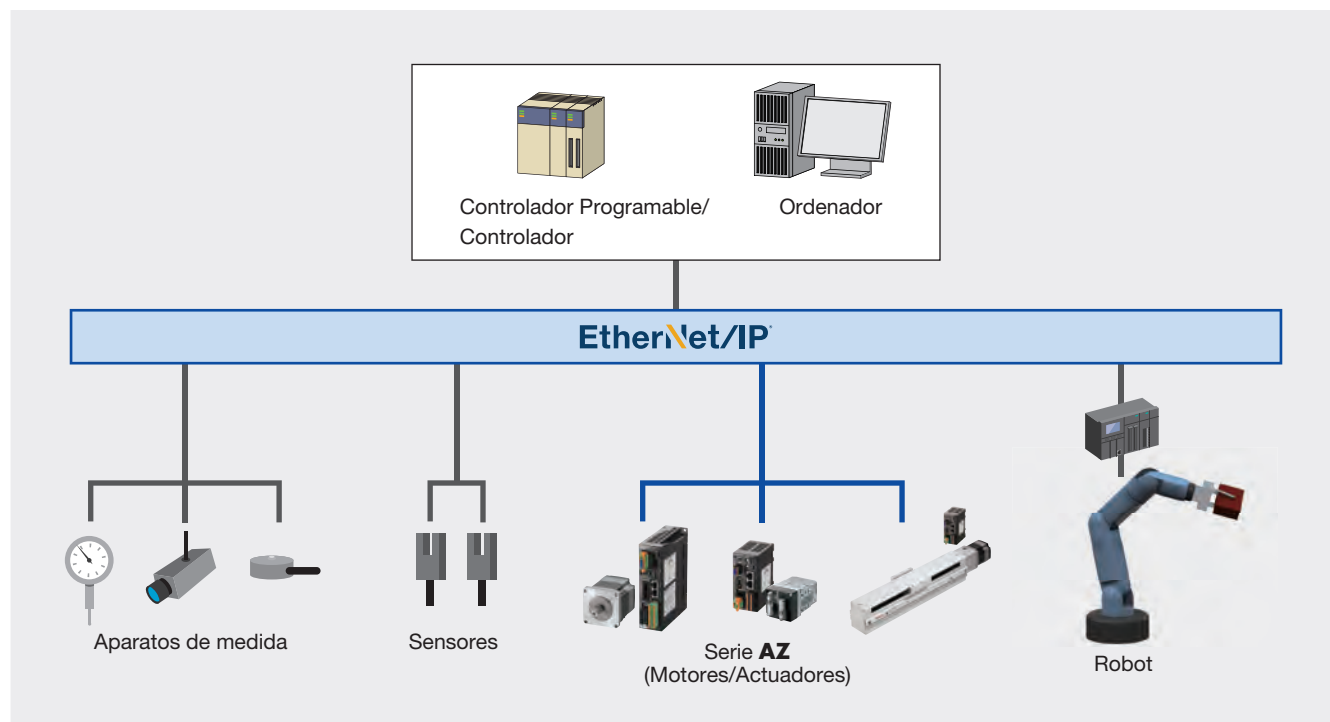 Controlador Programable/
Controlador
Ordenador
EtherNet/IP
Aparatos de medida
Sensores
Serie AZ
(Motores/Actuadores)
Robot